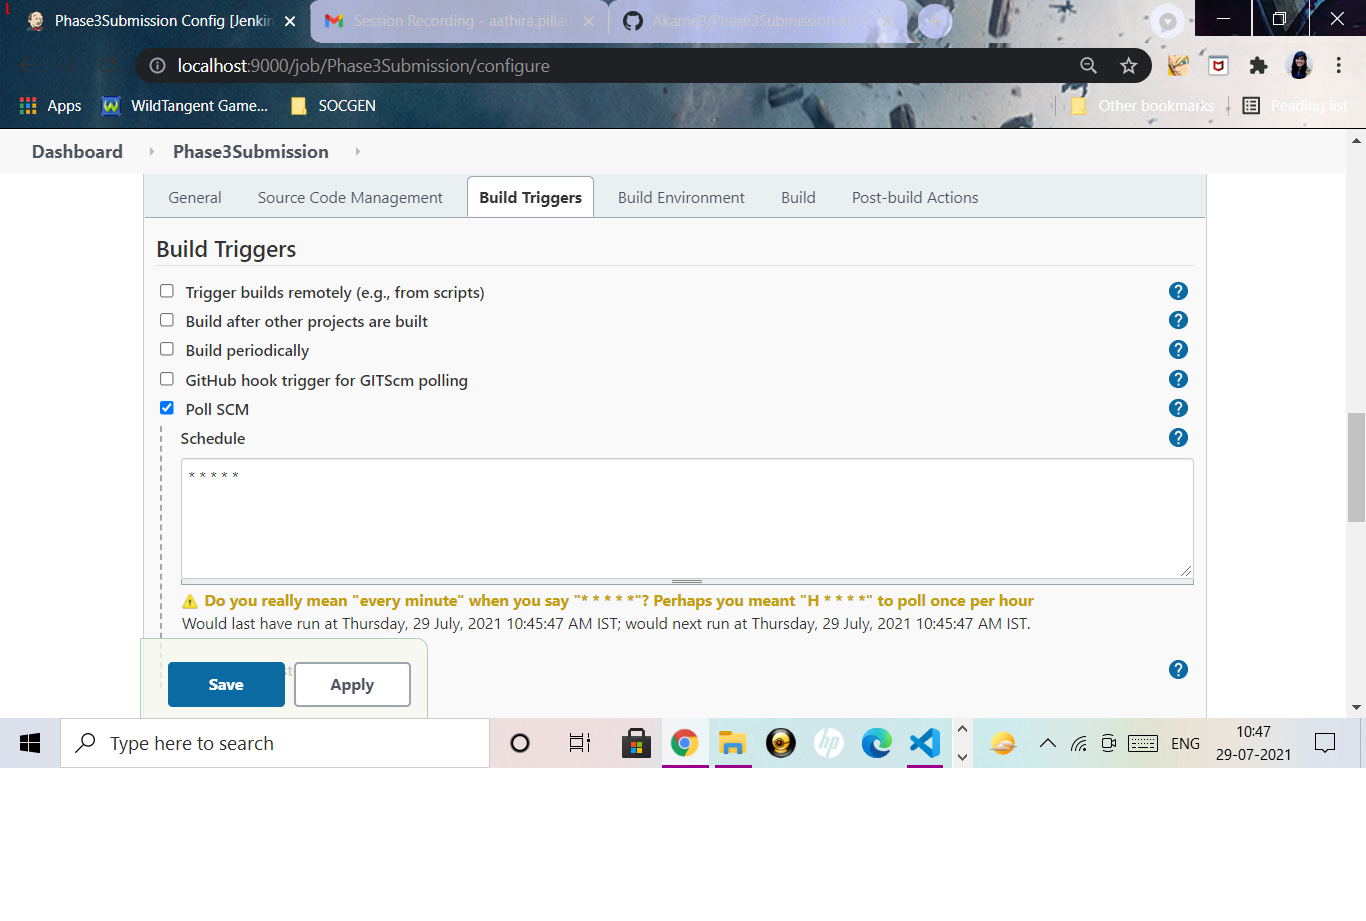 Phase3Submission Config [Jenkin
Session Recording - aathira.pillai
Akame9/Phase3Submission
localhost:9000/job/Phase3Submission/configure
Apps
WildTangent Game...
SOCGEN
Other bookmarks
Reading list
Dashboard
Phase3Submission
General
Source Code Management
Build Triggers
Build Environment
Build
Post-build Actions
Build Triggers
Trigger builds remotely (e.g., from scripts)
Build after other projects are built
Build periodically
GitHub hook trigger for GITScm polling
Poll SCM
Schedule
* * * * *
Do you really mean "every minute" when you say "* * * * *"? Perhaps you meant "H * * * *" to poll once per hour
Would last have run at Thursday, 29 July, 2021 10:45:47 AM IST; would next run at Thursday, 29 July, 2021 10:45:47 AM IST.
Save
Apply
Type here to search
hp
ENG
10:47
29-07-2021